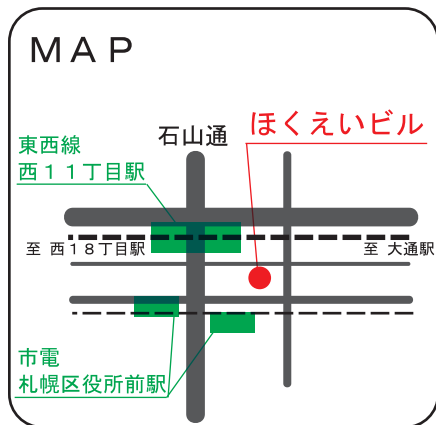 MAP
石山通
ほくえいビル
東西線
西１１丁目駅
至 西１８丁目駅
至 大通駅
市電
札幌区役所前駅